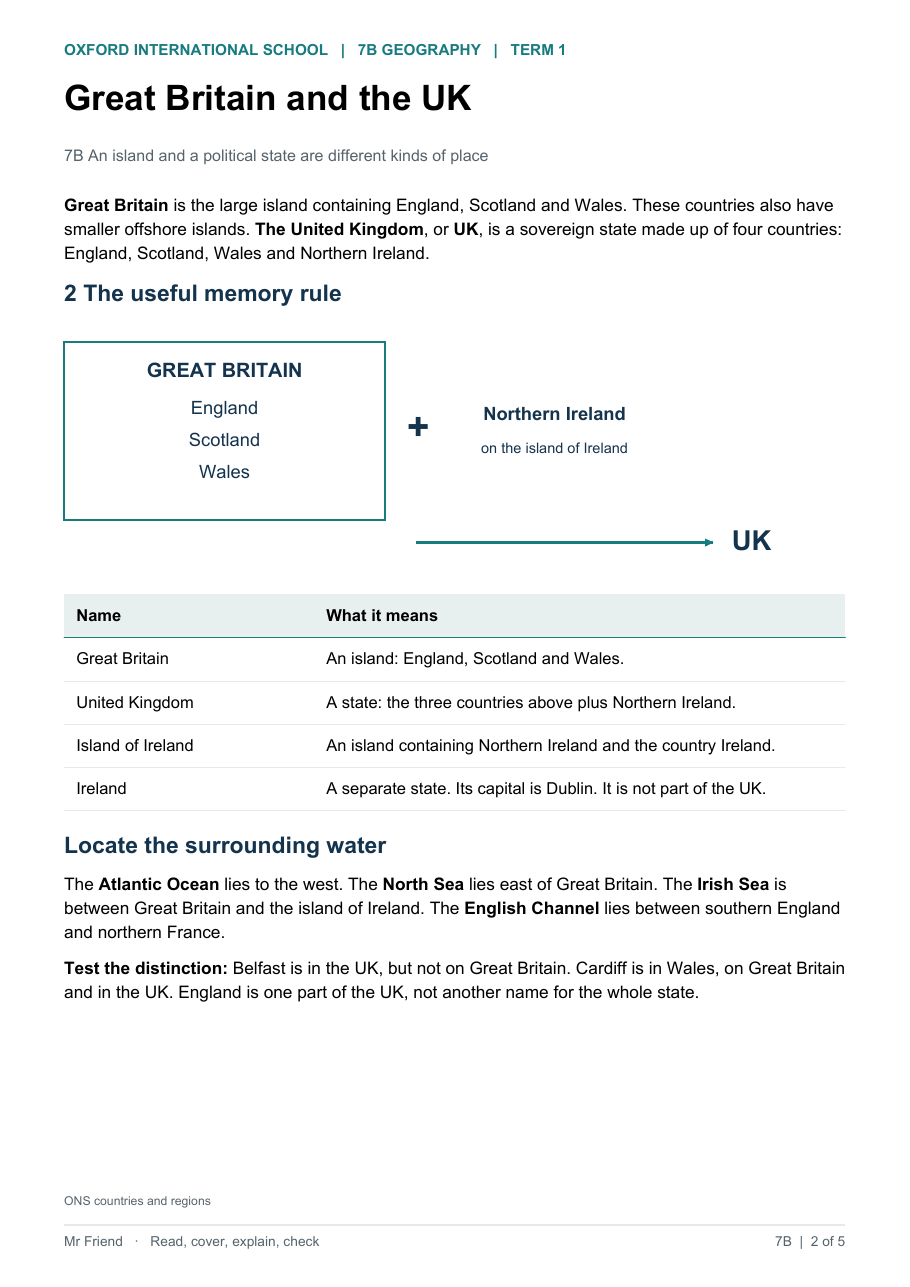 OXFORD INTERNATIONAL SCHOOL | 7B GEOGRAPHY | TERM 1
Great Britain and the UK
7B An island and a political state are different kinds of place
Great Britain is the large island containing England, Scotland and Wales. These countries also have
smaller offshore islands. The United Kingdom, or UK, is a sovereign state made up of four countries:
England, Scotland, Wales and Northern Ireland.
2 The useful memory rule
GREAT BRITAIN
England
Scotland
Wales
+
Northern Ireland
on the island of Ireland
UK
Name What it means
Great Britain An island: England, Scotland and Wales.
United Kingdom A state: the three countries above plus Northern Ireland.
Island of Ireland An island containing Northern Ireland and the country Ireland.
Ireland A separate state. Its capital is Dublin. It is not part of the UK.
Locate the surrounding water
The Atlantic Ocean lies to the west. The North Sea lies east of Great Britain. The Irish Sea is
between Great Britain and the island of Ireland. The English Channel lies between southern England
and northern France.
Test the distinction: Belfast is in the UK, but not on Great Britain. Cardiff is in Wales, on Great Britain
and in the UK. England is one part of the UK, not another name for the whole state.
ONS countries and regions
Mr Friend · Read, cover, explain, check 7B | 2 of 5